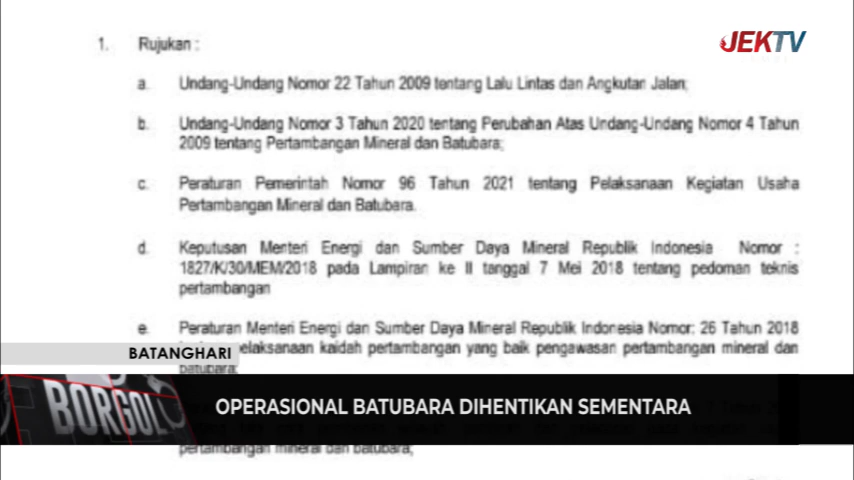 JEKTV
1. Rujukan :
a. Undang-Undang Nomor 22 Tahun 2009 tentang Lalu Lintas dan Angkutan Jalan;
b. Undang-Undang Nomor 3 Tahun 2020 tentang Perubahan Atas Undang-Undang Nomor 4 Tahun
2009 tentang Pertambangan Mineral dan Batubara;
c. Peraturan Pemerintah Nomor 96 Tahun 2021 tentang Pelaksanaan Kegiatan Usaha
Pertambangan Mineral dan Batubara.
d. Keputusan Menteri Energi dan Sumber Daya Mineral Republik Indonesia Nomor :
1827/K/30/MEM/2018 pada Lampiran ke II tanggal 7 Mei 2018 tentang pedoman teknis
pertambangan
e. Peraturan Menteri Energi dan Sumber Daya Mineral Republik Indonesia Nomor: 26 Tahun 2018
kaidah pertambangan yang baik pengawasan pertambangan mineral dan
batubara;
BATANGHARI
BORGOL
OPERASIONAL BATUBARA DIHENTIKAN SEMENTARA
pertambangan mineral dan batubara;